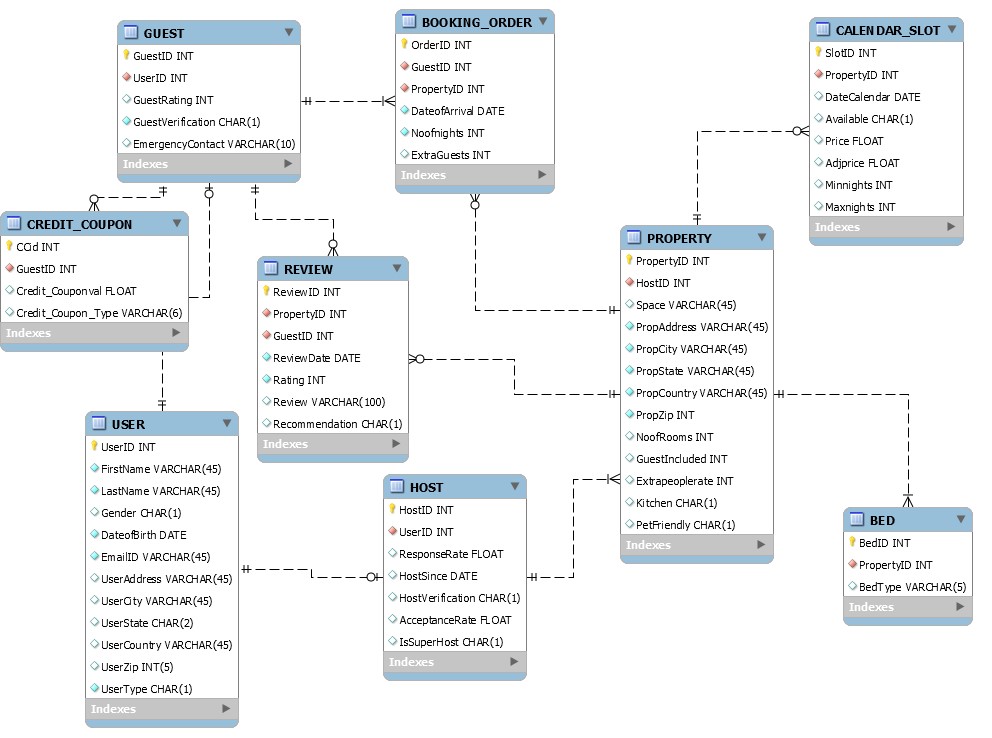 GUEST
GuestID INT
UserID INT
GuestRating INT
GuestVerification CHAR(1)
EmergencyContact VARCHAR(10)
Indexes
BOOKING_ORDER
OrderID INT
GuestID INT
PropertyID INT
DateofArrival DATE
Noofnights INT
ExtraGuests INT
Indexes
CALENDAR_SLOT
SlotID INT
PropertyID INT
DateCalendar DATE
Available CHAR(1)
Price FLOAT
Adjprice FLOAT
Minnights INT
Maxnights INT
Indexes
CREDIT_COUPON
CCid INT
GuestID INT
Credit_Couponval FLOAT
Credit_Coupon_Type VARCHAR(6)
Indexes
REVIEW
ReviewID INT
PropertyID INT
GuestID INT
ReviewDate DATE
Rating INT
Review VARCHAR(100)
Recommendation CHAR(1)
Indexes
PROPERTY
PropertyID INT
HostID INT
Space VARCHAR(45)
PropAddress VARCHAR(45)
PropCity VARCHAR(45)
PropState VARCHAR(45)
PropCountry VARCHAR(45)
PropZip INT
NoofRooms INT
GuestIncluded INT
Extrapeoplerate INT
Kitchen CHAR(1)
PetFriendly CHAR(1)
Indexes
USER
UserID INT
FirstName VARCHAR(45)
LastName VARCHAR(45)
Gender CHAR(1)
DateofBirth DATE
EmailID VARCHAR(45)
UserAddress VARCHAR(45)
UserCity VARCHAR(45)
UserState CHAR(2)
UserCountry VARCHAR(45)
UserZip INT(5)
UserType CHAR(1)
Indexes
HOST
HostID INT
UserID INT
ResponseRate FLOAT
HostSince DATE
HostVerification CHAR(1)
AcceptanceRate FLOAT
IsSuperHost CHAR(1)
Indexes
BED
BedID INT
PropertyID INT
BedType VARCHAR(5)
Indexes